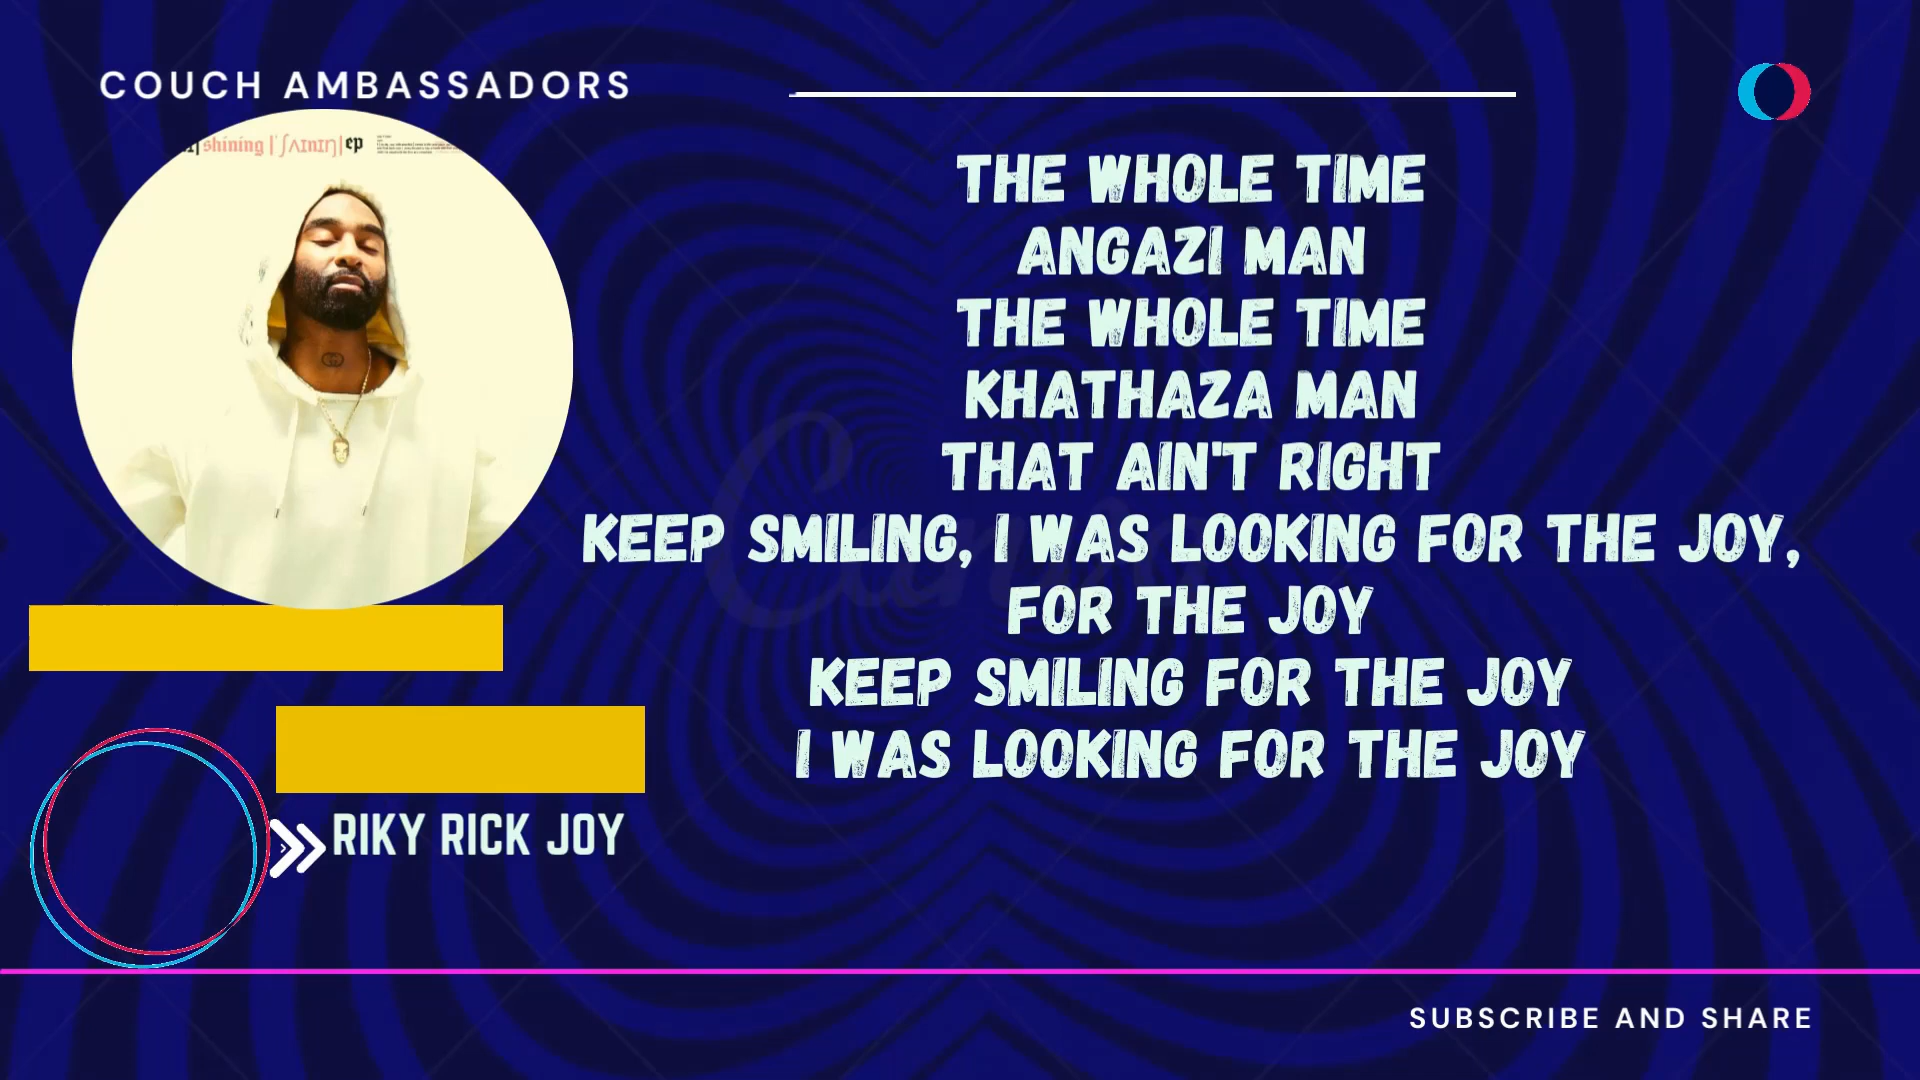 COUCH AMBASSADORS
shining |ˈʃʌɪnɪŋ| ep
THE WHOLE TIME
ANGAZI MAN
THE WHOLE TIME
KHATHAZA MAN
THAT AIN'T RIGHT
KEEP SMILING, I WAS LOOKING FOR THE JOY,
FOR THE JOY
KEEP SMILING FOR THE JOY
I WAS LOOKING FOR THE JOY
RIKY RICK JOY
SUBSCRIBE AND SHARE